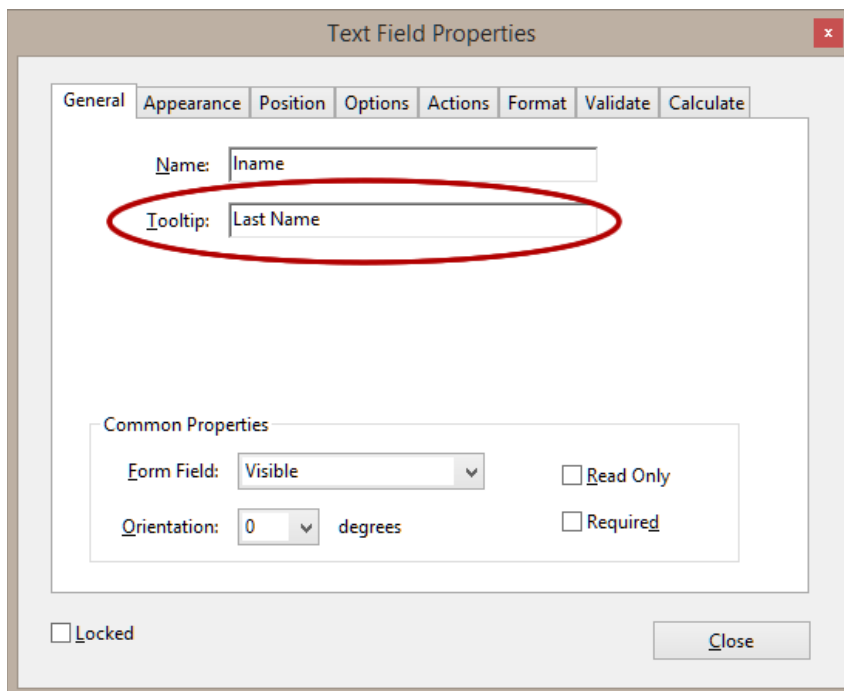 Text Field Properties
x
General Appearance Position Options Actions Format Validate Calculate
Name: lname
Tooltip: Last Name
Common Properties
Form Field: Visible
Read Only
Orientation: 0 degrees
Required
Locked
Close